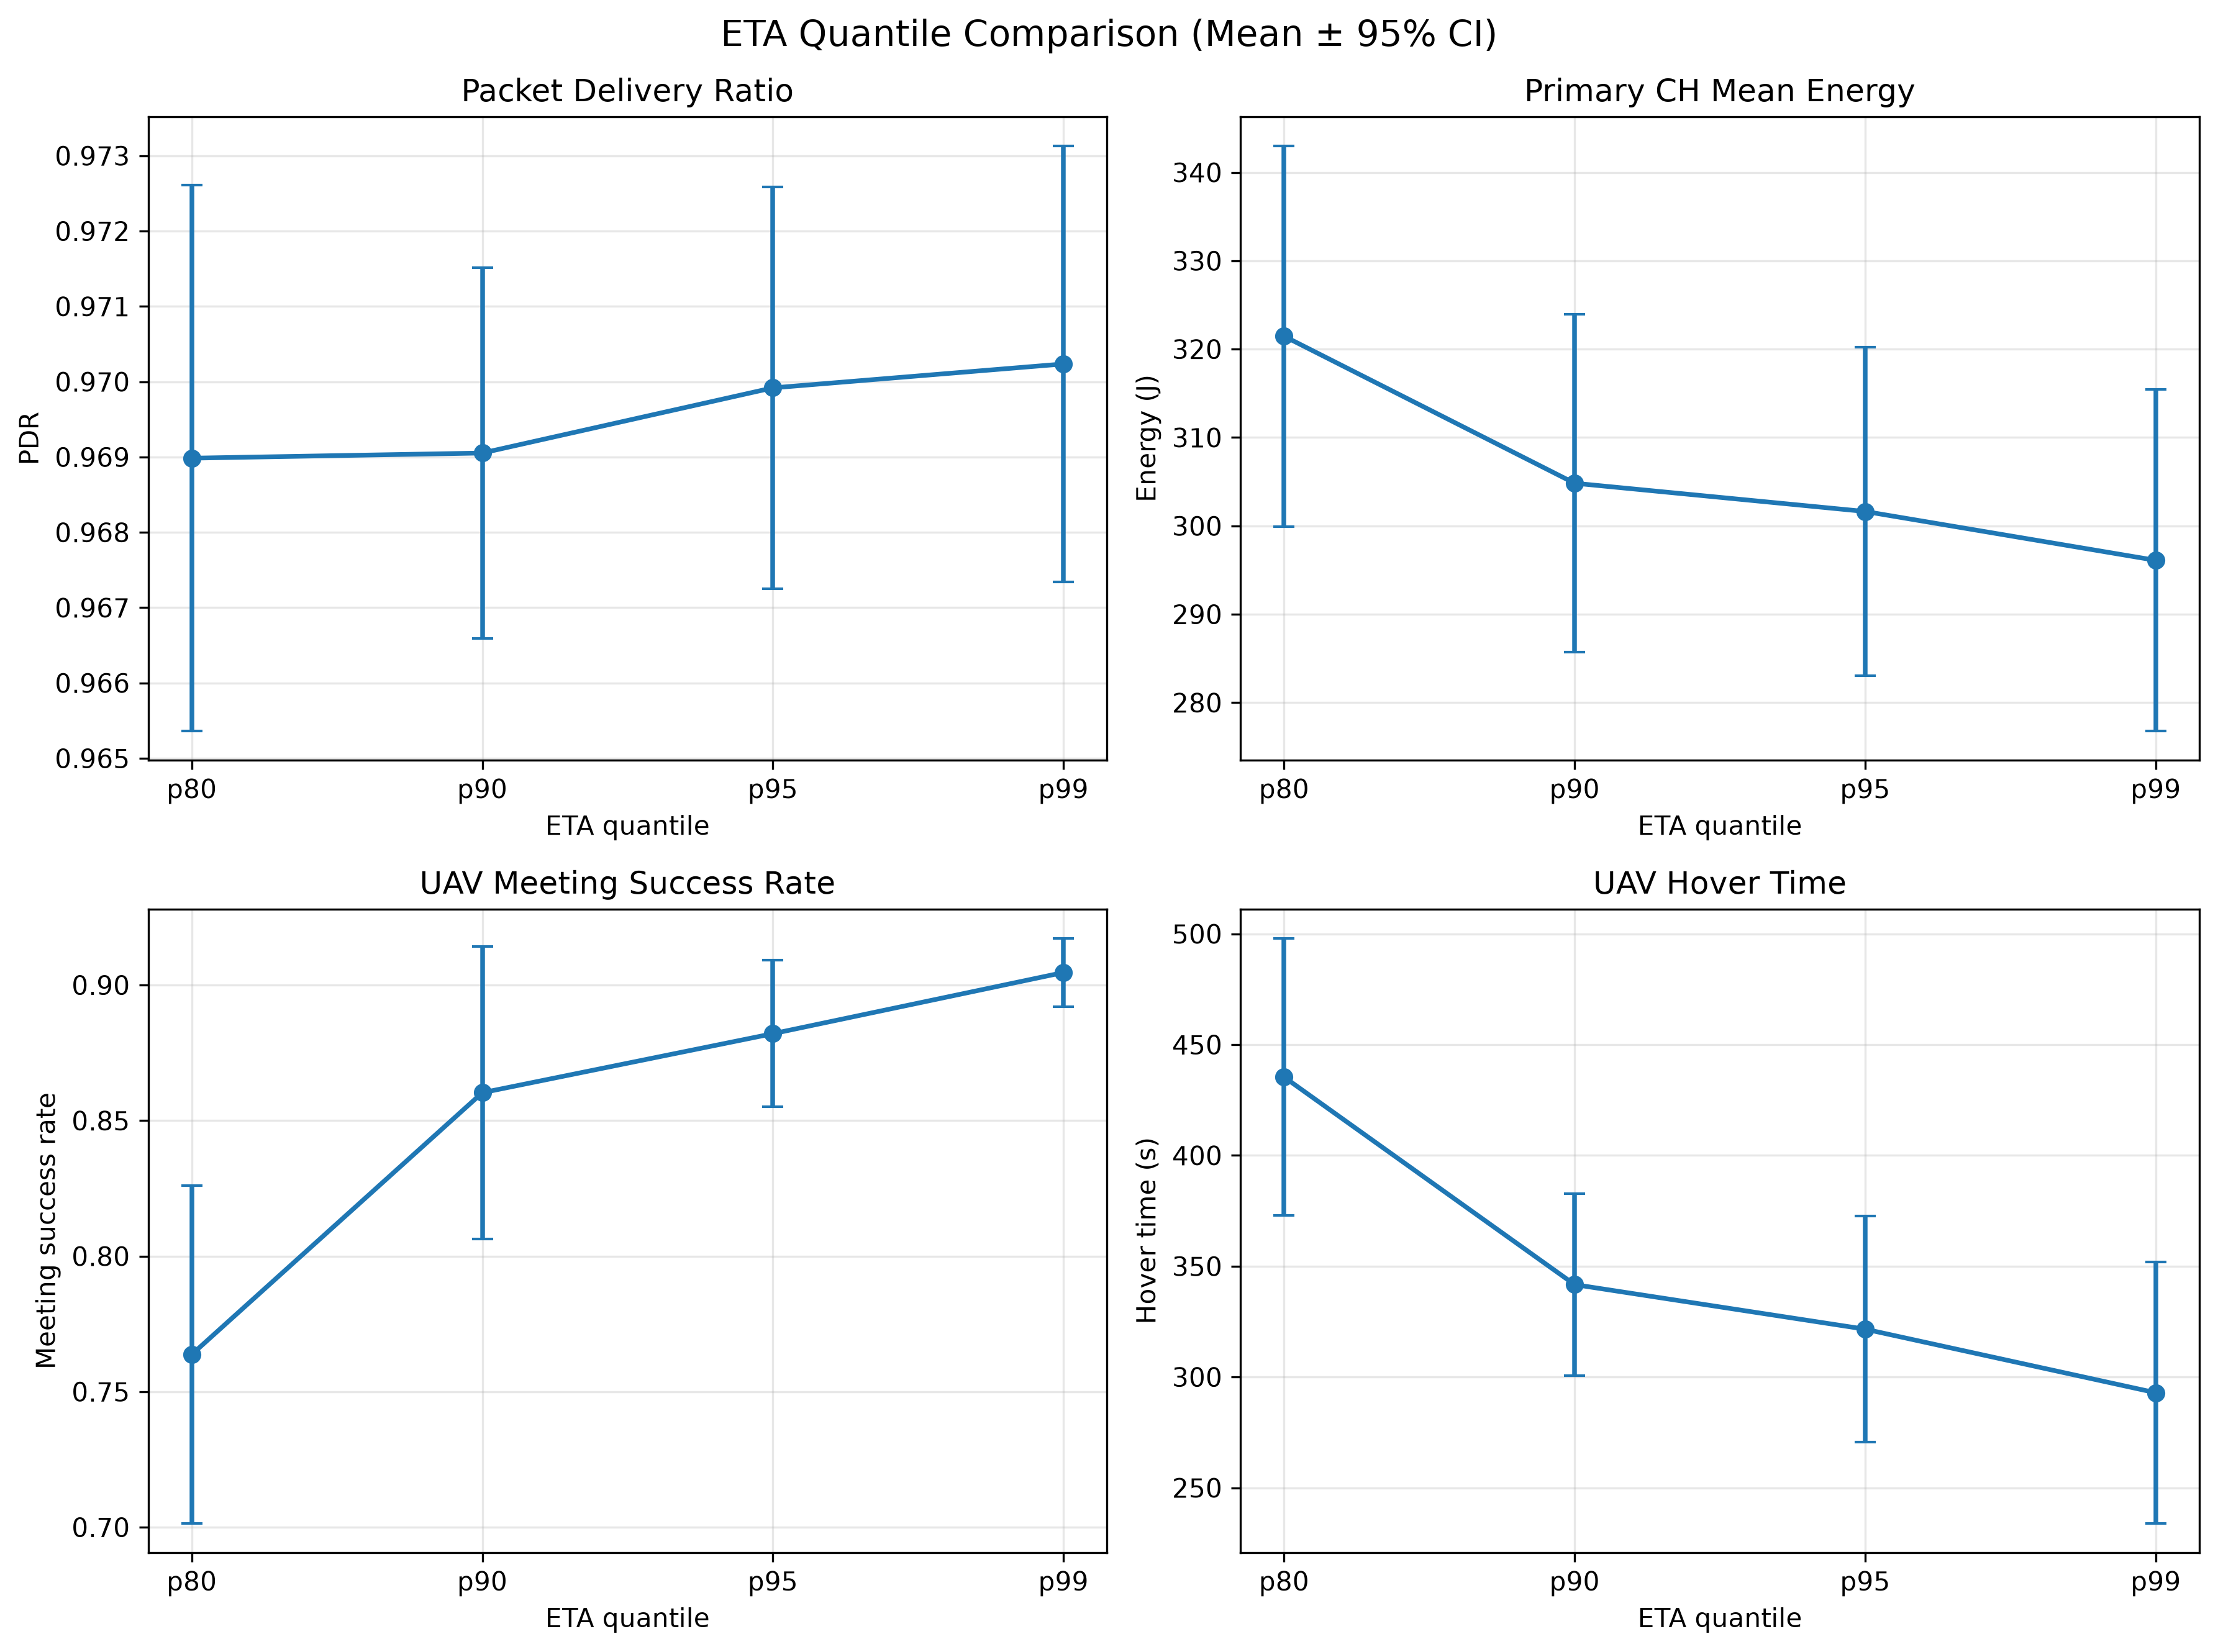 ETA Quantile Comparison (Mean ± 95% CI)
Packet Delivery Ratio
PDR
0.973
0.972
0.971
0.970
0.969
0.968
0.967
0.966
0.965
p80 p90 p95 p99
ETA quantile
Primary CH Mean Energy
Energy (J)
340
330
320
310
300
290
280
p80 p90 p95 p99
ETA quantile
UAV Meeting Success Rate
Meeting success rate
0.90
0.85
0.80
0.75
0.70
p80 p90 p95 p99
ETA quantile
UAV Hover Time
Hover time (s)
500
450
400
350
300
250
p80 p90 p95 p99
ETA quantile